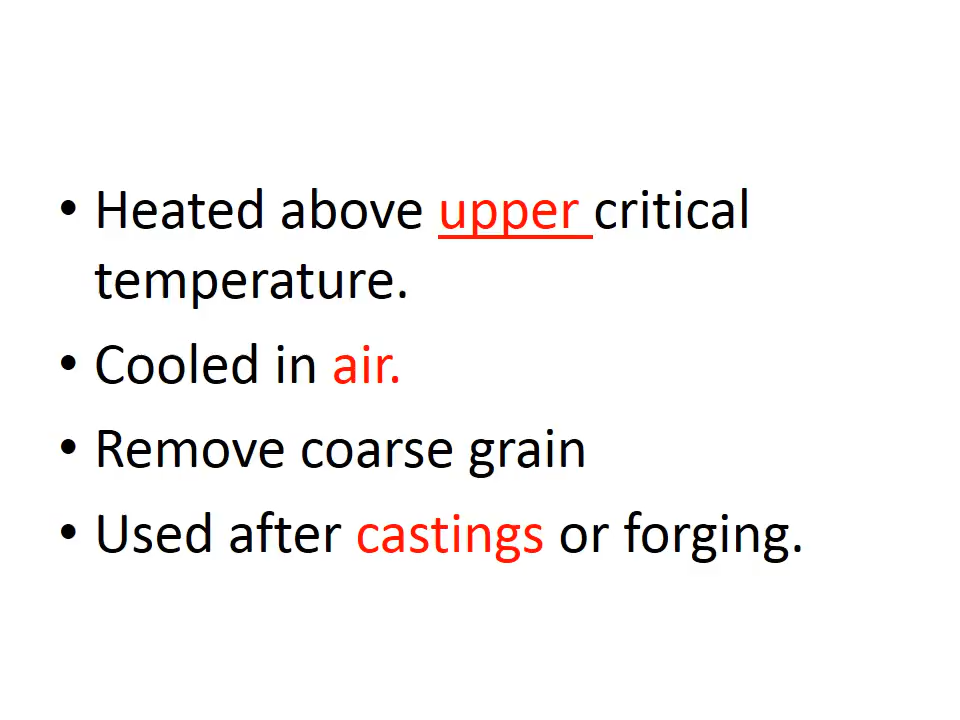 • Heated above upper critical
temperature.
• Cooled in air.
• Remove coarse grain
• Used after castings or forging.